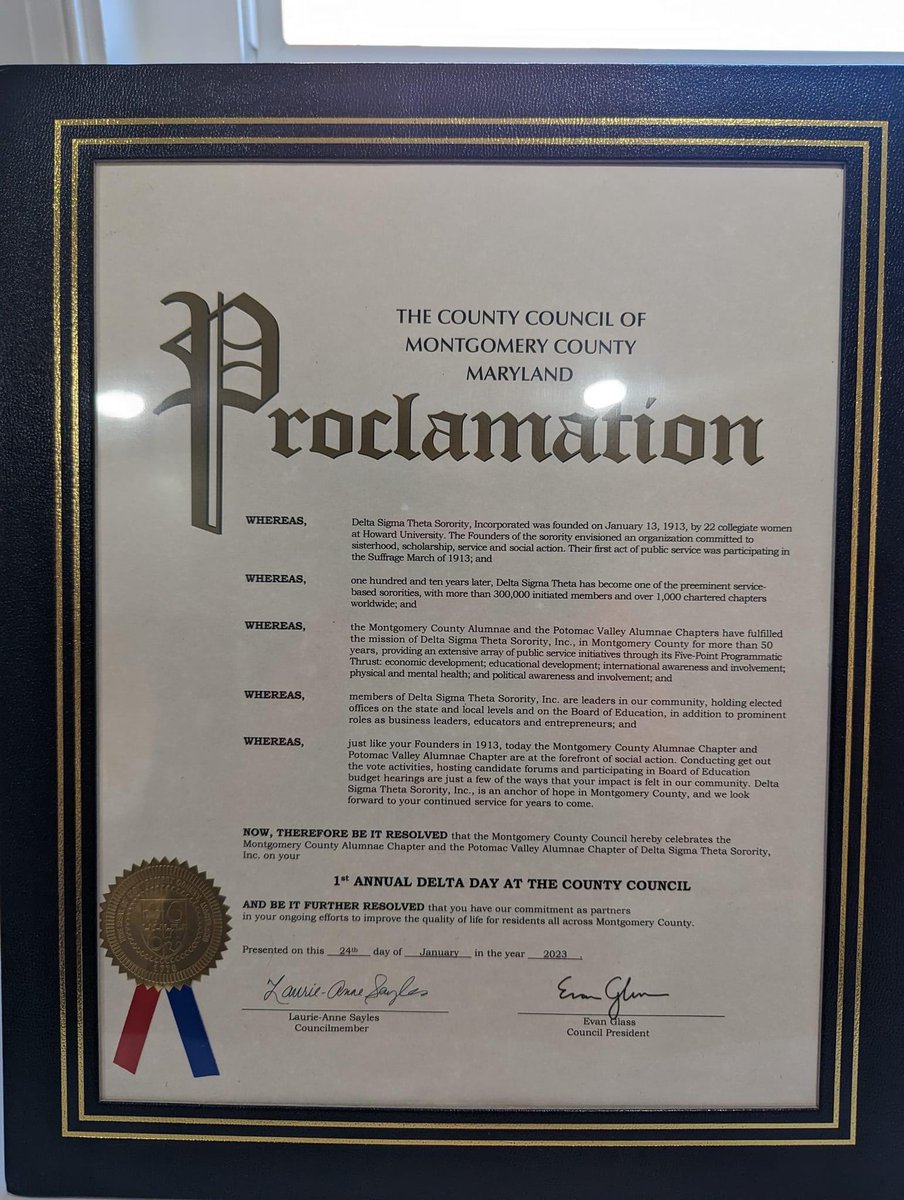 THE COUNTY COUNCIL OF
MONTGOMERY COUNTY
MARYLAND
Proclamation
WHEREAS, Delta Sigma Theta Sorority, Incorporated was founded on January 13, 1913, by 22 collegiate women
at Howard University. The Founders of the sorority envisioned an organization committed to
sisterhood, scholarship, service and social action. Their first act of public service was participating in
the Suffrage March of 1913; and
WHEREAS, one hundred and ten years later, Delta Sigma Theta has become one of the preeminent service-
based sororities, with more than 300,000 initiated members and over 1,000 chartered chapters
worldwide; and
WHEREAS, the Montgomery County Alumnae and the Potomac Valley Alumnae Chapters have fulfilled
the mission of Delta Sigma Theta Sorority, Inc., in Montgomery County for more than 50
years, providing an extensive array of public service initiatives through its Five-Point Programmatic
Thrust: economic development; educational development; international awareness and involvement;
physical and mental health; and political awareness and involvement; and
WHEREAS, members of Delta Sigma Theta Sorority, Inc. are leaders in our community, holding elected
offices on the state and local levels and on the Board of Education, in addition to prominent
roles as business leaders, educators and entrepreneurs; and
WHEREAS, just like your Founders in 1913, today the Montgomery County Alumnae Chapter and
Potomac Valley Alumnae Chapter are at the forefront of social action. Conducting get out
the vote activities, hosting candidate forums and participating in Board of Education
budget hearings are just a few of the ways that your impact is felt in our community. Delta
Sigma Theta Sorority, Inc., is an anchor of hope in Montgomery County, and we look
forward to your continued service for years to come.
NOW, THEREFORE BE IT RESOLVED that the Montgomery County Council hereby celebrates the
Montgomery County Alumnae Chapter and the Potomac Valley Alumnae Chapter of Delta Sigma Theta Sorority,
Inc. on your
1st ANNUAL DELTA DAY AT THE COUNTY COUNCIL
AND BE IT FURTHER RESOLVED that you have our commitment as partners
in your ongoing efforts to improve the quality of life for residents all across Montgomery County.
Presented on this 24th day of January in the year 2023.
Laurie-Anne Sayles Evan Glass
Laurie-Anne Sayles Evan Glass
Councilmember Council President